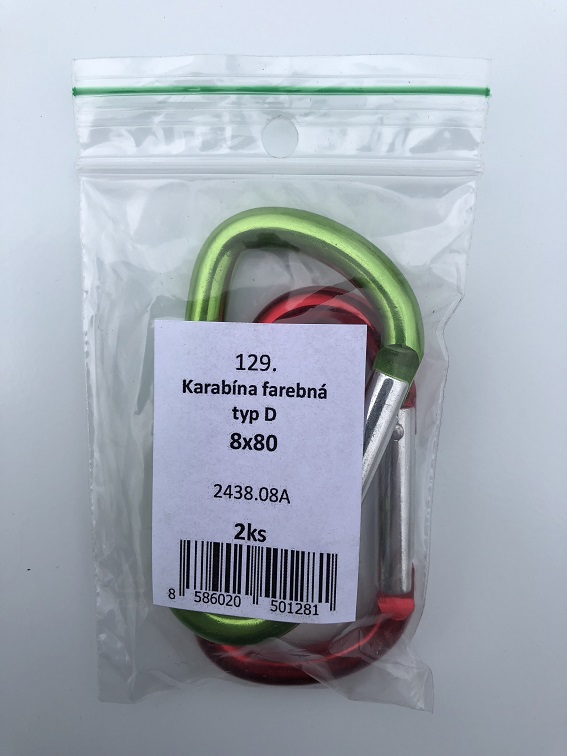 129.
Karabína farebná
typ D
8x80
2438.08A
2ks
8 586020 501281